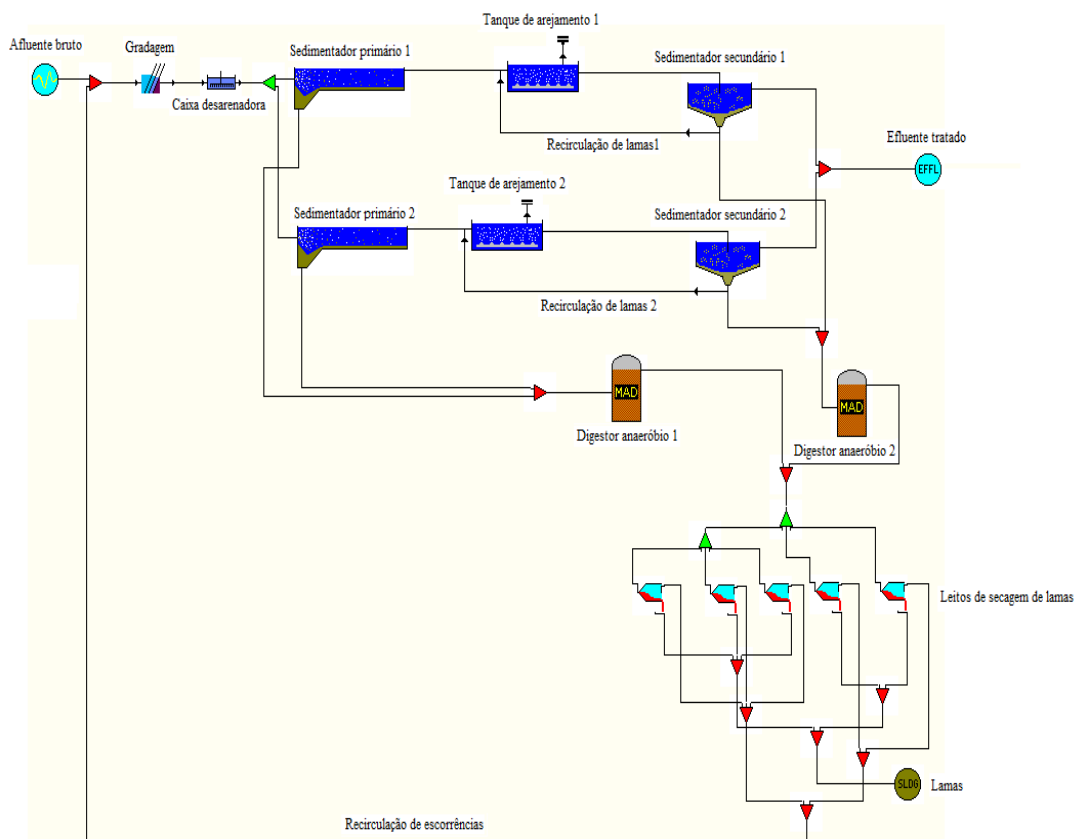 Tanque de arejamento 1
Afluente bruto
Gradagem
Sedimentador primário 1
Sedimentador secundário 1
Caixa desarenadora
Recirculação de lamas1
Efluente tratado
EFFL
Tanque de arejamento 2
Sedimentador primário 2
Sedimentador secundário 2
Recirculação de lamas 2
MAD
MAD
Digestor anaeróbio 1
Digestor anaeróbio 2
Leitos de secagem de lamas
SLDG
Lamas
Recirculação de escorrências